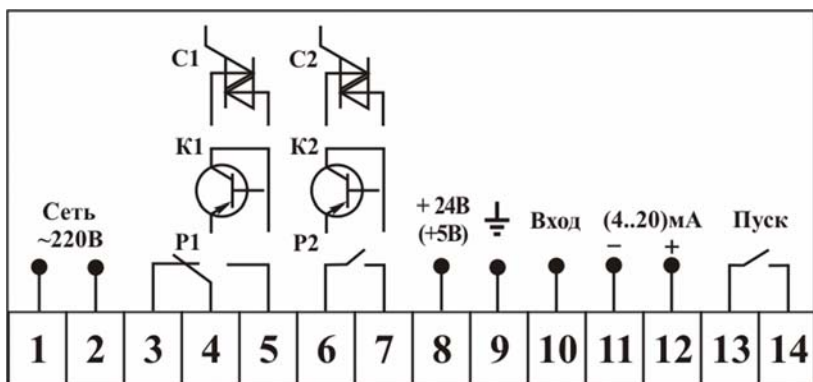 С1 С2
К1 К2
Сеть
~220В
Р1 Р2
+ 24В
(+5В)
Вход
(4..20)мА
− +
Пуск
1 2 3 4 5 6 7 8 9 10 11 12 13 14